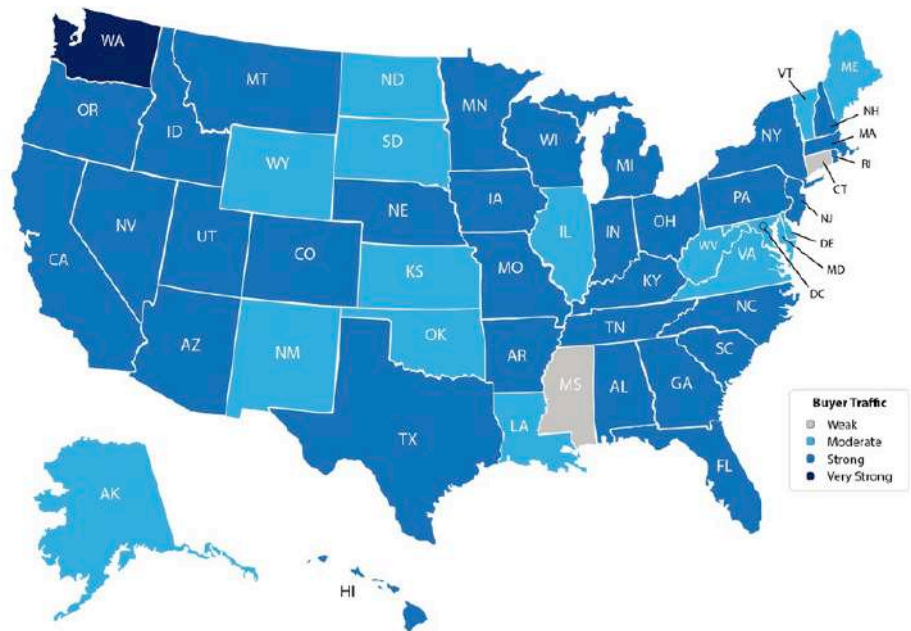 WA
MT
ND
MN
VT
ME
OR
ID
WY
SD
WI
MI
NY
NH
MA
RI
CT
NV
UT
CO
NE
IA
IL
IN
OH
PA
NJ
CA
KS
MO
KY
WV
VA
DE
MD
DC
AZ
NM
OK
AR
TN
NC
SC
TX
LA
MS
AL
GA
FL
AK
HI
Buyer Traffic
Weak
Moderate
Strong
Very Strong